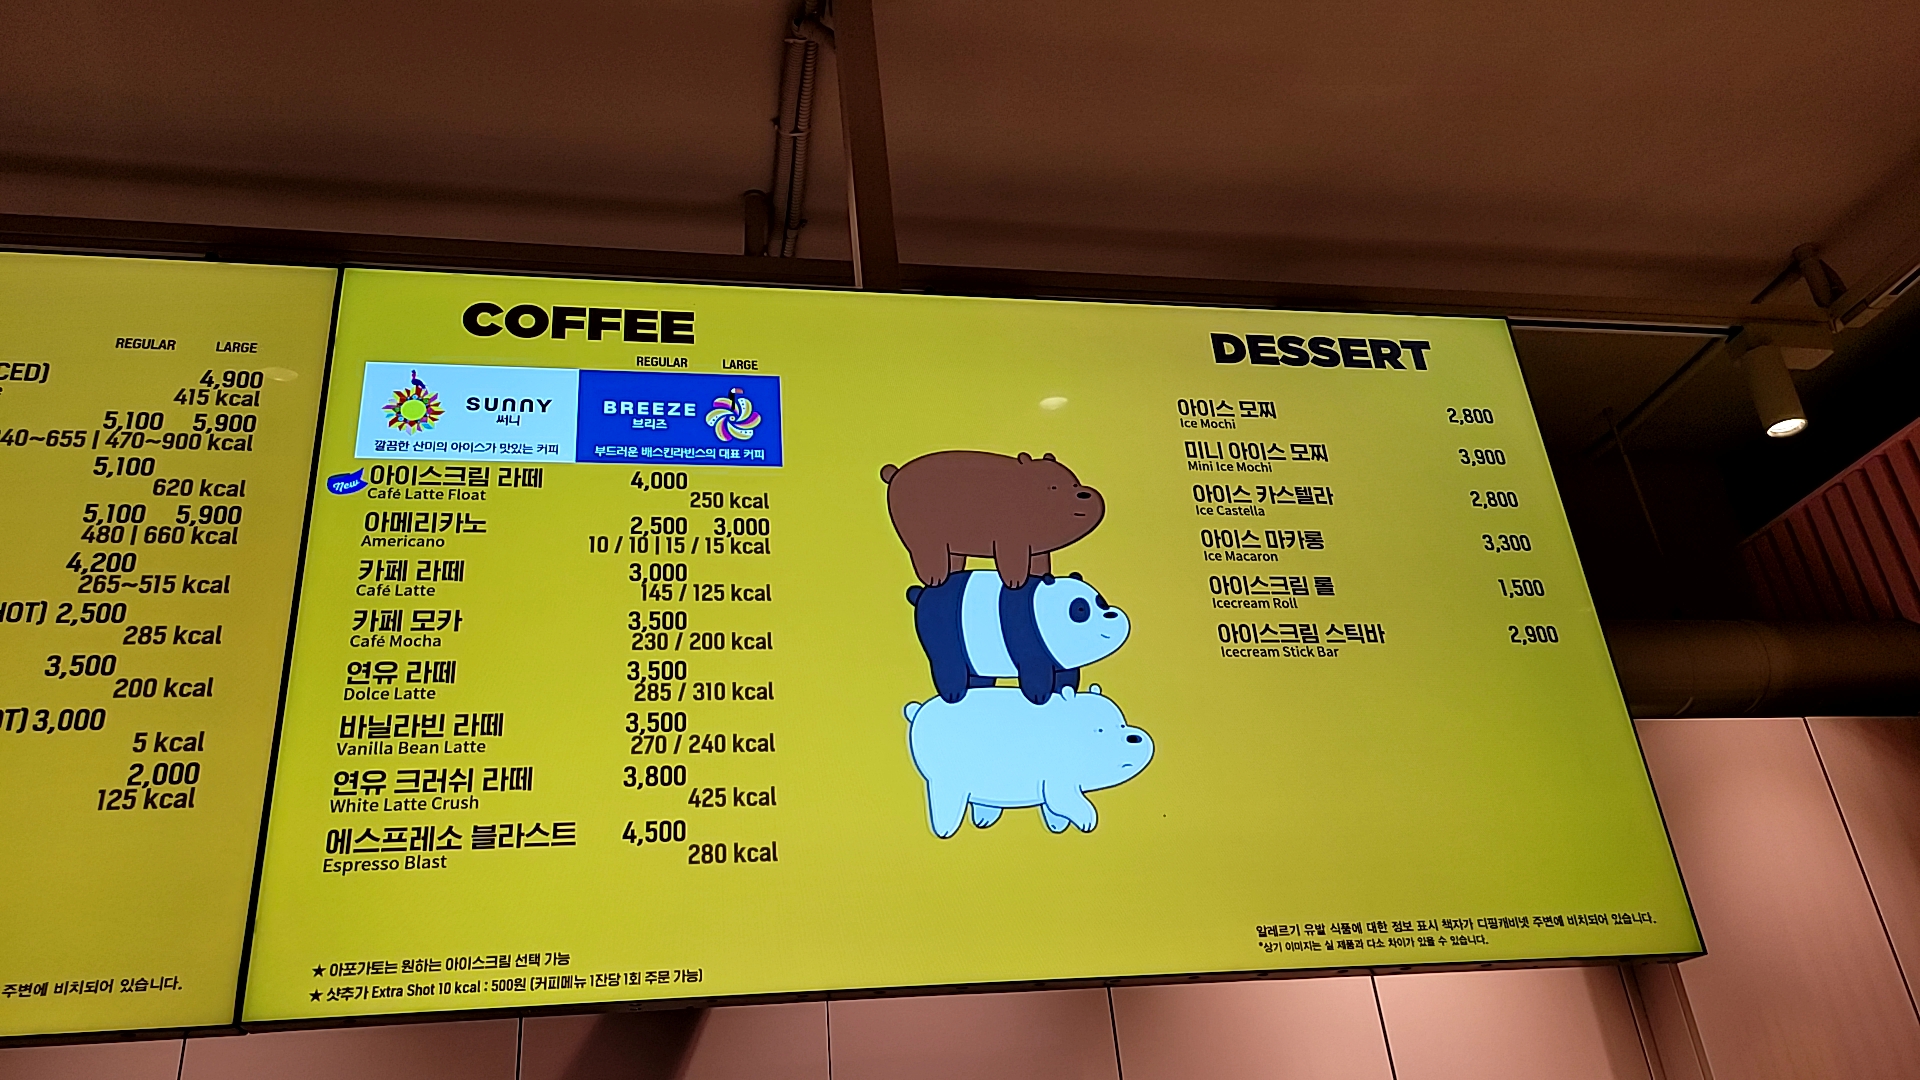 REGULAR LARGE
CED)
4,900
415 kcal
5,100 5,900
40~655 | 470~900 kcal
5,100
620 kcal
5,100 5,900
480 | 660 kcal
4,200
265~515 kcal
HOT) 2,500
285 kcal
3,500
200 kcal
OT) 3,000
5 kcal
2,000
125 kcal
주변에 비치되어 있습니다.
COFFEE
REGULAR LARGE
SUNNY
써니
깔끔한 산미의 아이스가 맛있는 커피
BREEZE
브리즈
부드러운 배스킨라빈스의 대표 커피
New 아이스크림 라떼 4,000
Café Latte Float 250 kcal
아메리카노 2,500 3,000
Americano 10 / 10 | 15 / 15 kcal
카페 라떼 3,000
Café Latte 145 / 125 kcal
카페 모카 3,500
Café Mocha 230 / 200 kcal
연유 라떼 3,500
Dolce Latte 285 / 310 kcal
바닐라빈 라떼 3,500
Vanilla Bean Latte 270 / 240 kcal
연유 크러쉬 라떼 3,800
White Latte Crush 425 kcal
에스프레소 블라스트 4,500
Espresso Blast 280 kcal
★ 아포가토는 원하는 아이스크림 선택 가능
★ 샷추가 Extra Shot 10 kcal : 500원 (커피메뉴 1잔당 1회 주문 가능)
DESSERT
아이스 모찌 2,800
Ice Mochi
미니 아이스 모찌 3,900
Mini Ice Mochi
아이스 카스텔라 2,800
Ice Castella
아이스 마카롱 3,300
Ice Macaron
아이스크림 롤 1,500
Icecream Roll
아이스크림 스틱바 2,900
Icecream Stick Bar
알레르기 유발 식품에 대한 정보 표시 책자가 디핑캐비넷 주변에 비치되어 있습니다.
*상기 이미지는 실 제품과 다소 차이가 있을 수 있습니다.